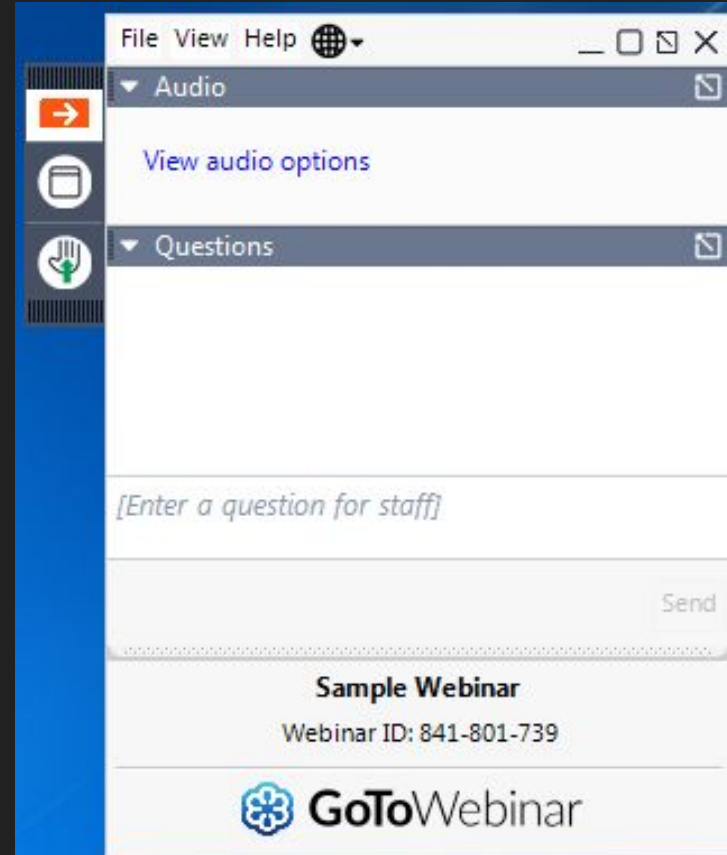 File View Help
Audio
View audio options
Questions
[Enter a question for staff]
Send
Sample Webinar
Webinar ID: 841-801-739
GoToWebinar